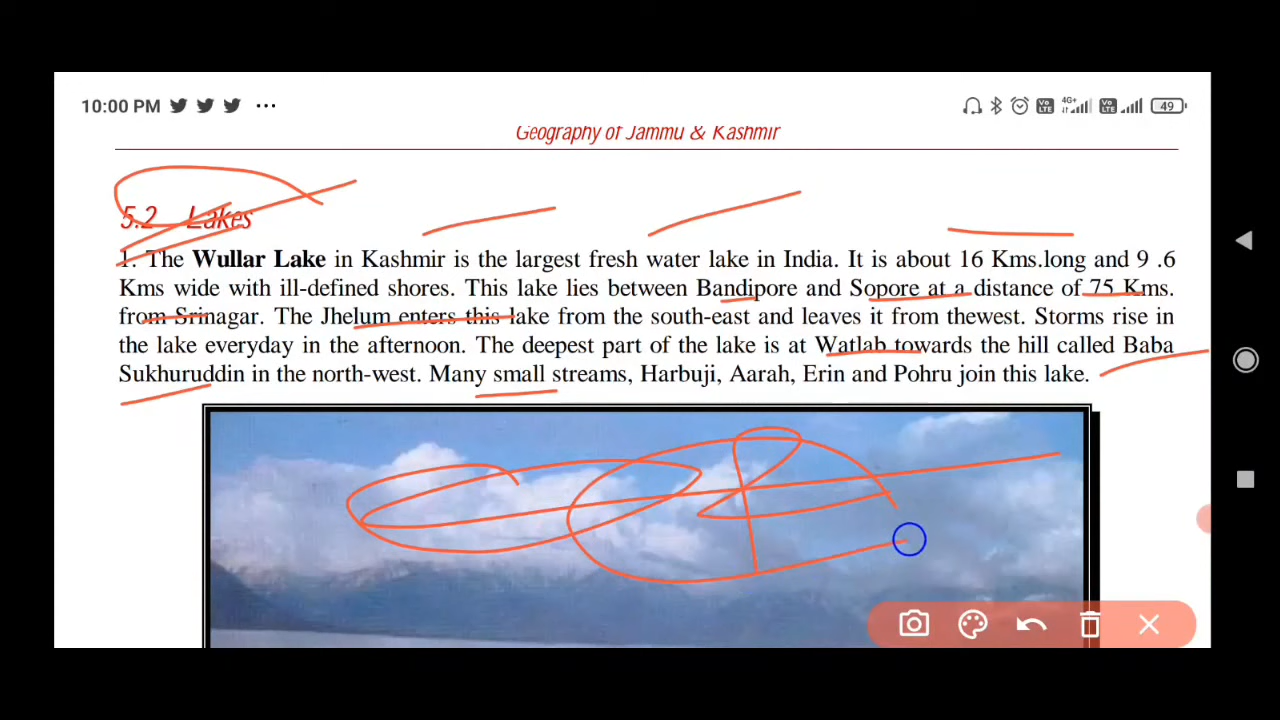 10:00 PM
Vo LTE 4G+ Vo LTE 49
Geography of Jammu & Kashmir
5.2 Lakes
1. The Wullar Lake in Kashmir is the largest fresh water lake in India. It is about 16 Kms.long and 9 .6
Kms wide with ill-defined shores. This lake lies between Bandipore and Sopore at a distance of 75 Kms.
from Srinagar. The Jhelum enters this lake from the south-east and leaves it from thewest. Storms rise in
the lake everyday in the afternoon. The deepest part of the lake is at Watlab towards the hill called Baba
Sukhuruddin in the north-west. Many small streams, Harbuji, Aarah, Erin and Pohru join this lake.